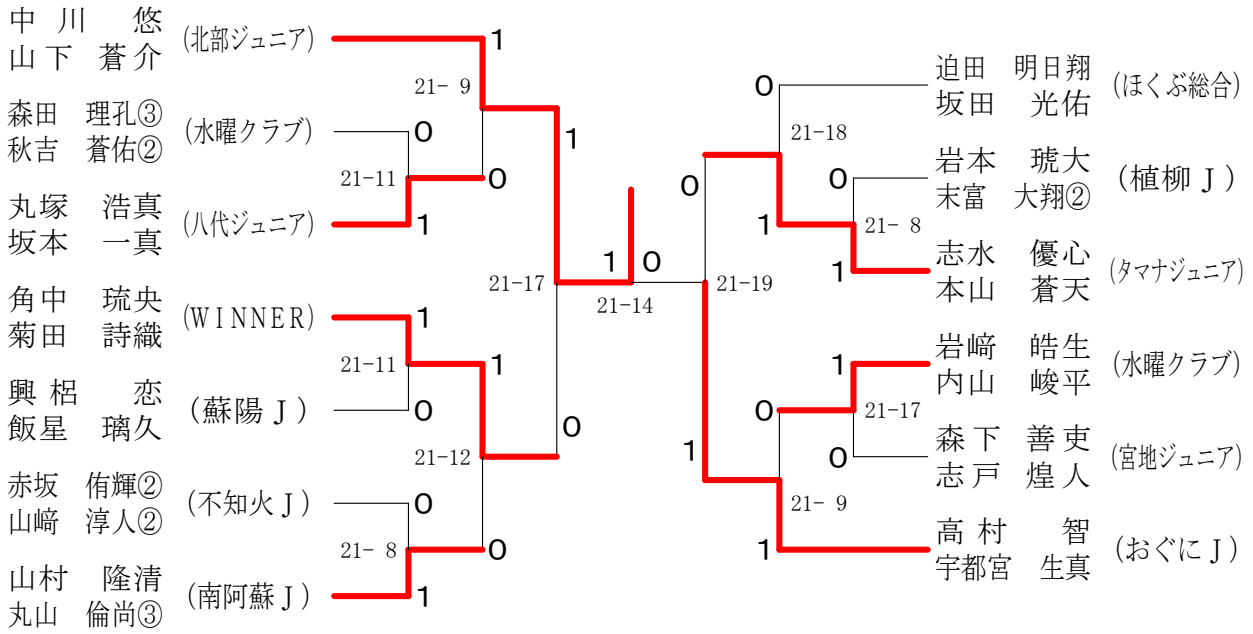 中川　悠
山下　蒼介
(北部ジュニア)
1
21- 9
森田　理孔③
秋吉　蒼佑②
(水曜クラブ)
0
21-11
0
丸塚　浩真
坂本　一真
(八代ジュニア)
1
1
21-17
角中　琉央
菊田　詩織
(WINNER)
1
21-11
1
興梠　恋
飯星　璃久
(蘇陽Ｊ)
0
21-12
0
赤坂　侑輝②
山﨑　淳人②
(不知火Ｊ)
0
21- 8
0
山村　隆清
丸山　倫尚③
(南阿蘇Ｊ)
1
1
0
21-14
0
迫田　明日翔
坂田　光佑
(ほくぶ総合)
21-18
0
岩本　琥大
末富　大翔②
(植柳Ｊ)
0
1
21- 8
志水　優心
本山　蒼天
(タマナジュニア)
1
21-19
1
岩﨑　皓生
内山　峻平
(水曜クラブ)
0
21-17
1
森下　善吏
志戸　煌人
(宮地ジュニア)
0
21- 9
高村　智
宇都宮　生真
(おぐにＪ)
1